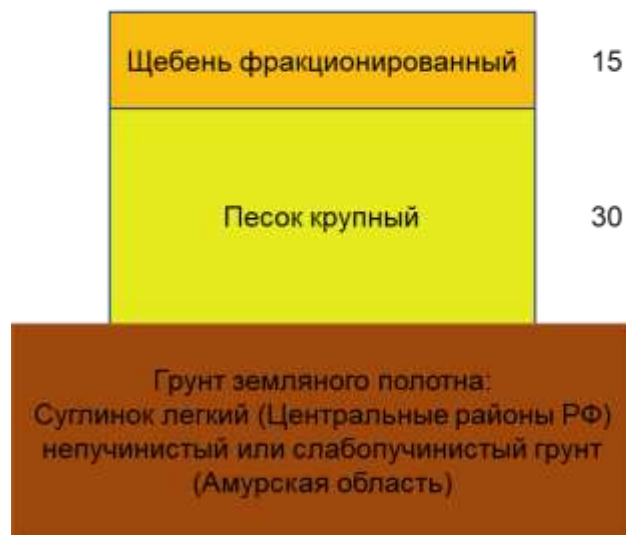 Щебень фракционированный 15
Песок крупный 30
Грунт земляного полотна:
Суглинок легкий (Центральные районы РФ)
непучинистый или слабопучинистый грунт
(Амурская область)